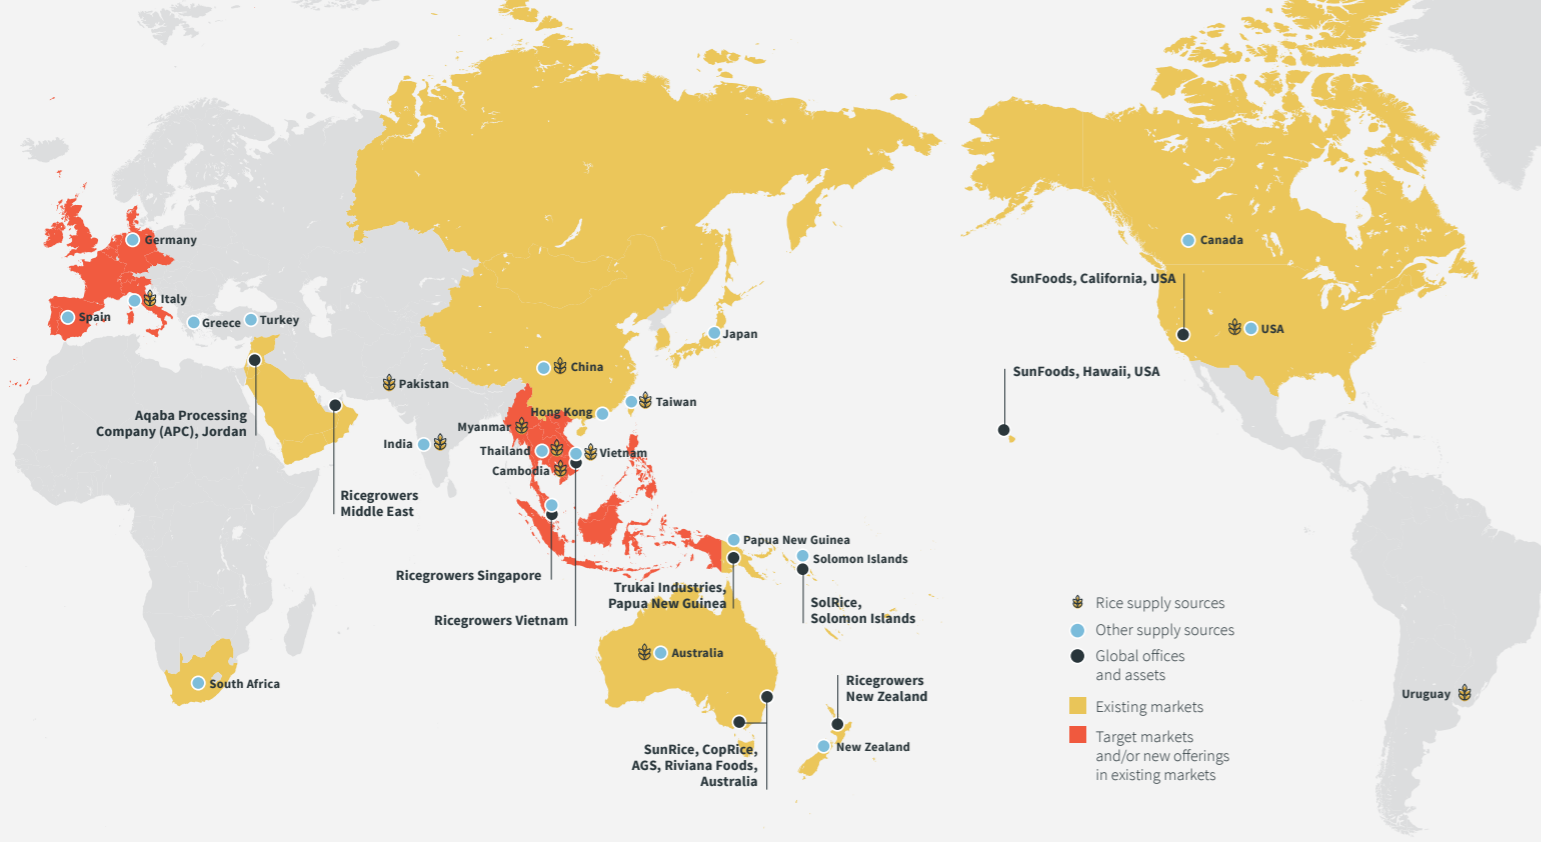 Germany
Italy
Spain
Greece
Turkey
Aqaba Processing
Company (APC), Jordan
Ricegrowers
Middle East
Pakistan
India
China
Japan
Taiwan
Hong Kong
Myanmar
Thailand
Vietnam
Cambodia
Ricegrowers Singapore
Ricegrowers Vietnam
Papua New Guinea
Solomon Islands
Trukai Industries,
Papua New Guinea
SolRice,
Solomon Islands
Australia
South Africa
SunRice, CopRice,
AGS, Riviana Foods,
Australia
Ricegrowers
New Zealand
New Zealand
Canada
SunFoods, California, USA
USA
SunFoods, Hawaii, USA
Uruguay
Rice supply sources
Other supply sources
Global offices
and assets
Existing markets
Target markets
and/or new offerings
in existing markets